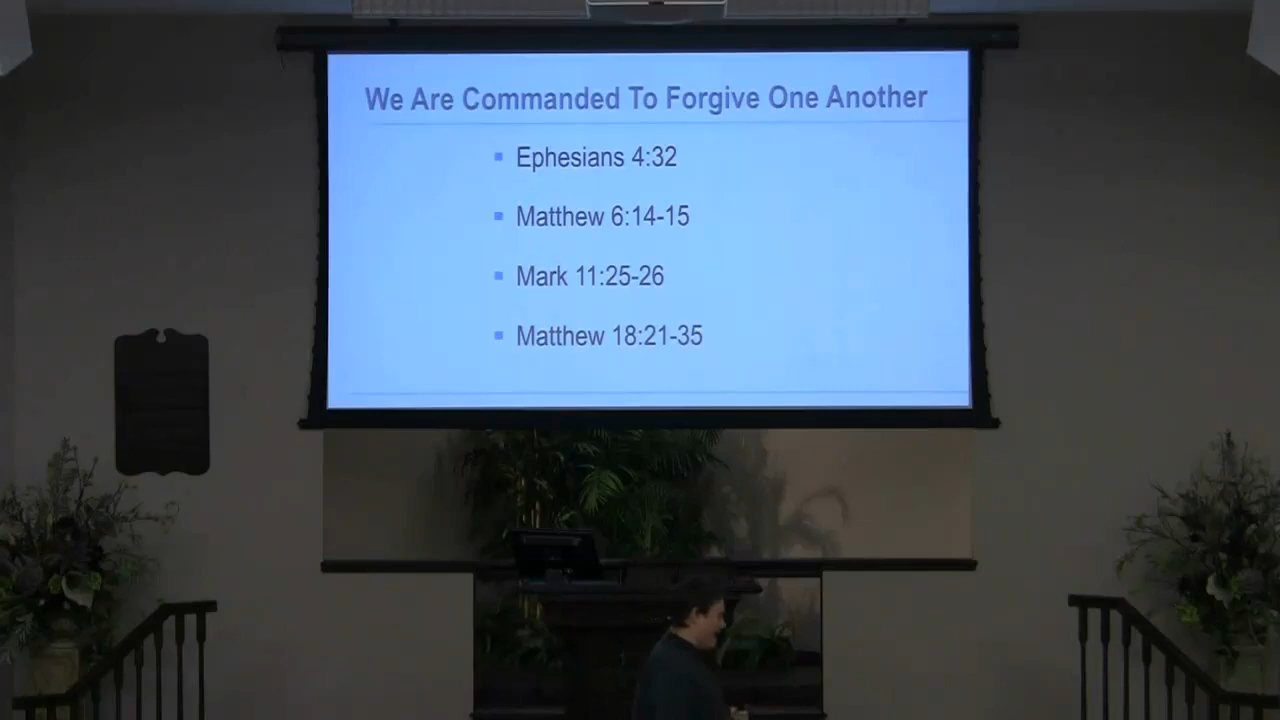 We Are Commanded To Forgive One Another
Ephesians 4:32
Matthew 6:14-15
Mark 11:25-26
Matthew 18:21-35